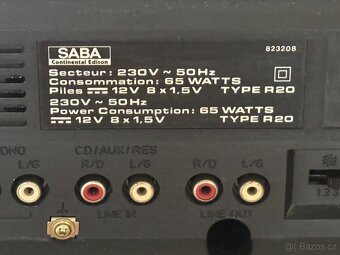 SABA
Continental Edison
823208
Secteur: 230V ~ 50Hz
Consommation: 65 WATTS
Piles ⎓ 12V 8 x 1,5V TYPE R20
230V ~ 50Hz
Power Consumption: 65 WATTS
⎓ 12V 8 x 1,5V TYPE R20
ONO CD/AUX/RES
L/G R/D L/G R/D L/G
LINE IN LINE OUT
123
Bazoš.cz